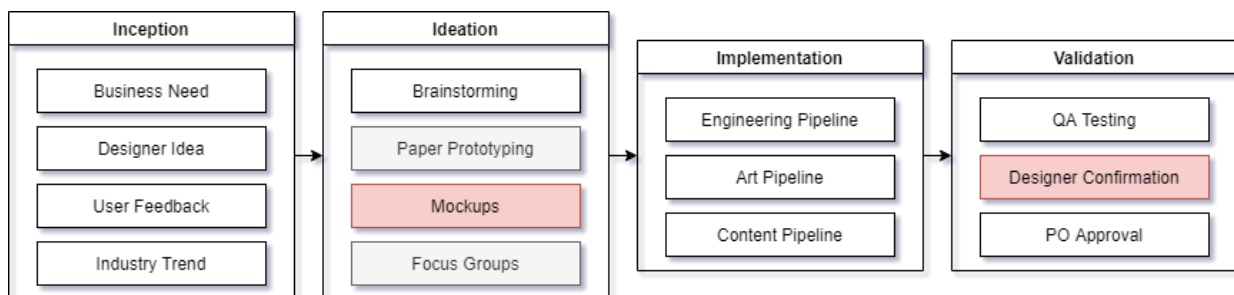 Inception
Business Need
Designer Idea
User Feedback
Industry Trend
Ideation
Brainstorming
Paper Prototyping
Mockups
Focus Groups
Implementation
Engineering Pipeline
Art Pipeline
Content Pipeline
Validation
QA Testing
Designer Confirmation
PO Approval